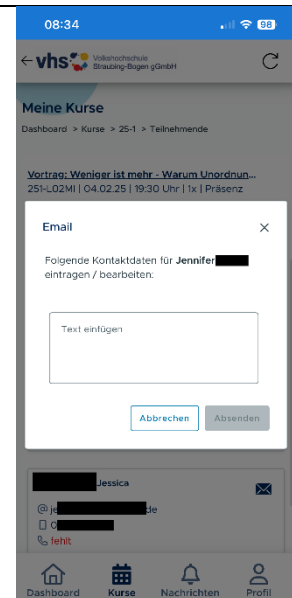 08:34
98
vhs Volkshochschule
Straubing-Bogen gGmbH
Meine Kurse
Dashboard > Kurse > 25-1 > Teilnehmende
Vortrag: Weniger ist mehr - Warum Unordnun...
251-L02MI | 04.02.25 | 19:30 Uhr | 1x | Präsenz
Email
Folgende Kontaktdaten für Jennifer
eintragen / bearbeiten:
Text einfügen
Abbrechen
Absenden
Jessica
@ je de
0
fehlt
Dashboard
Kurse
Nachrichten
Profil